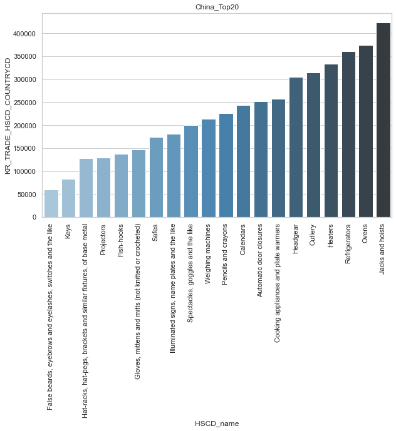 China_Top20
KR_TRADE_HSCD_COUNTRYCD
400000
350000
300000
250000
200000
150000
100000
50000
0
False beards, eyebrows and eyelashes, switches and the like
Keys
Hat-racks, hat-pegs, brackets and similar fixtures, of base metal
Projectors
Fish-hooks
Gloves, mittens and mitts (not knitted or crocheted)
Safes
Illuminated signs, name plates and the like
Spectacles, goggles and the like
Weighing machines
Pencils and crayons
Calendars
Automatic door closures
Cooking appliances and plate warmers
Headgear
Cutlery
Heaters
Refrigerators
Ovens
Jacks and hoists
HSCD_name